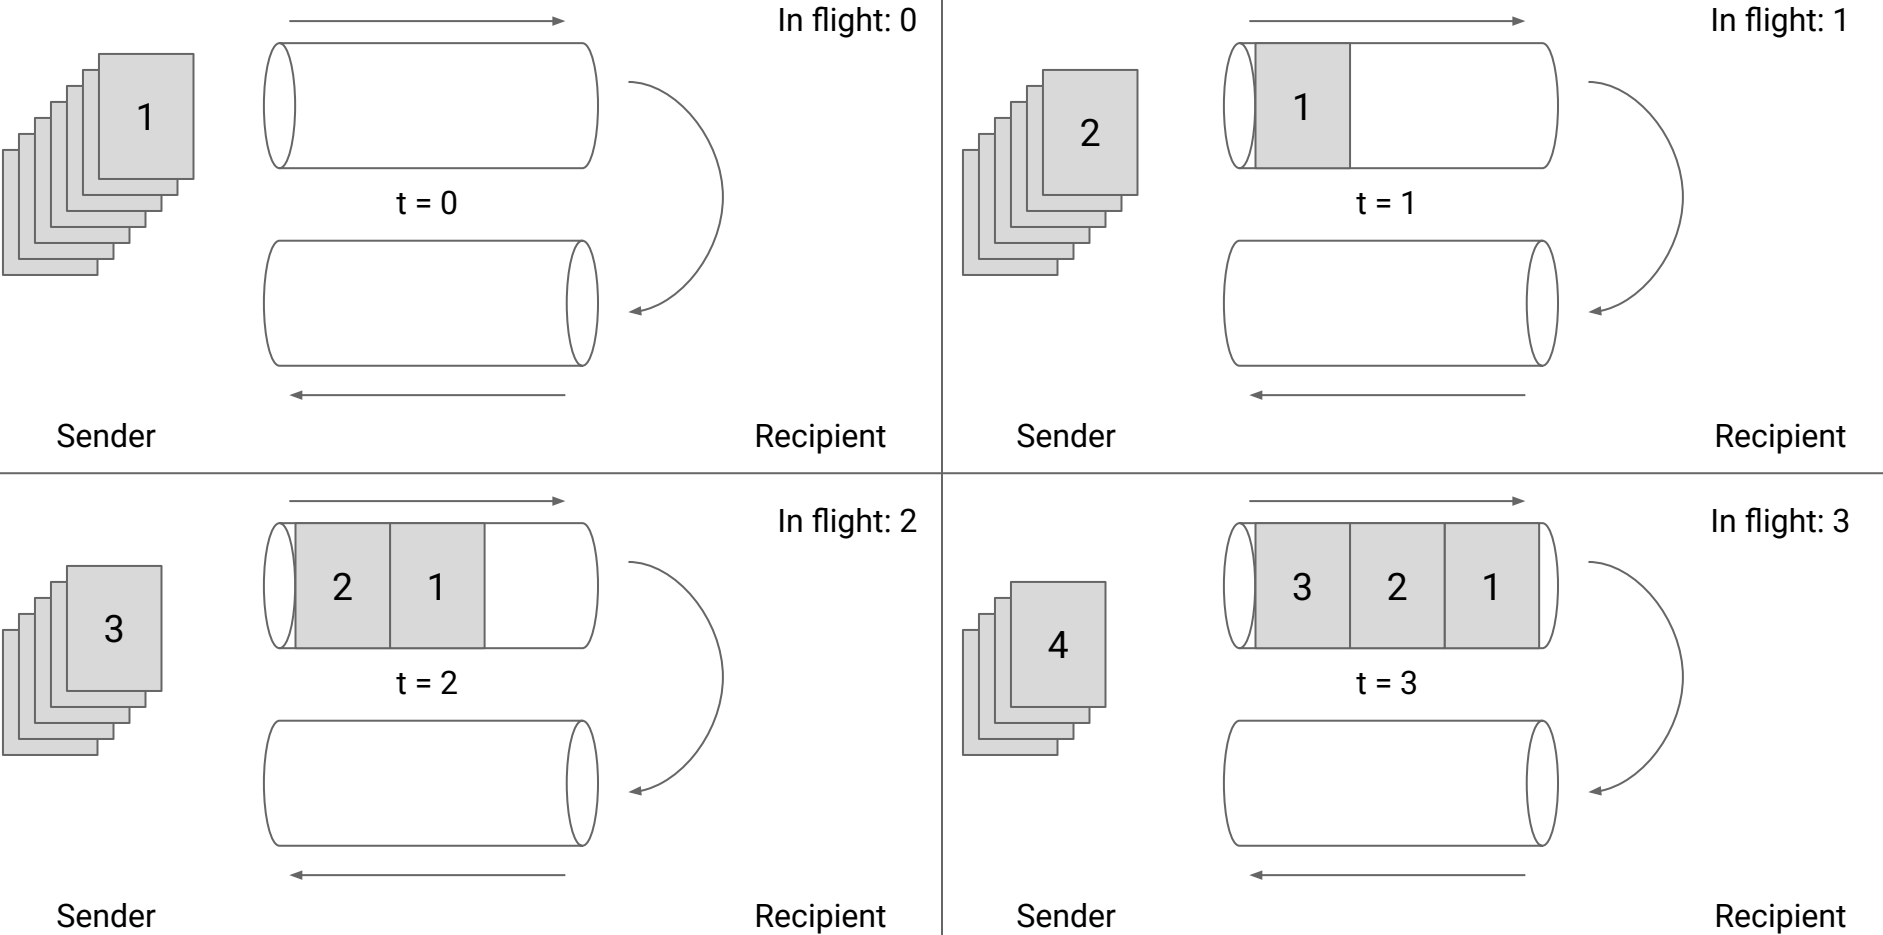 In flight: 0
1
t = 0
Sender
Recipient
In flight: 1
2
1
t = 1
Sender
Recipient
In flight: 2
3
2
1
t = 2
Sender
Recipient
In flight: 3
4
3
2
1
t = 3
Sender
Recipient